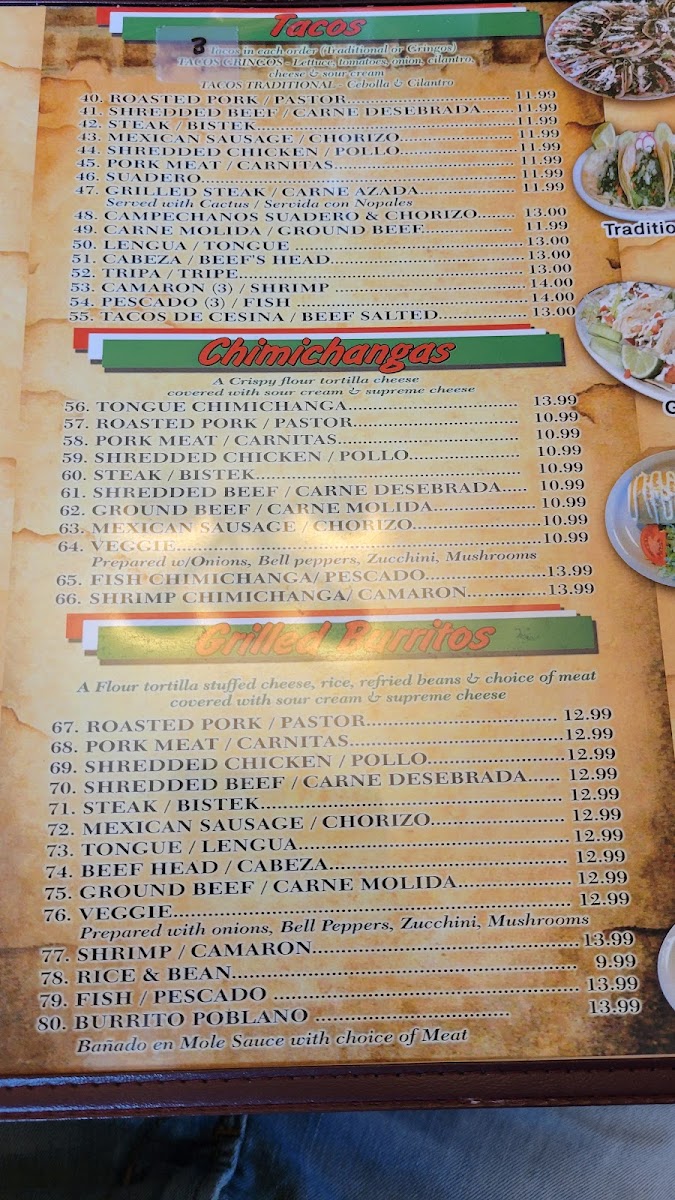 Tacos
3 Tacos in each order (Traditional or Gringos)
TACOS GRINGOS - Lettuce, tomatoes, onion, cilantro,
cheese & sour cream
TACOS TRADITIONAL - Cebolla & Cilantro
40. ROASTED PORK / PASTOR................................. 11.99
41. SHREDDED BEEF / CARNE DESEBRADA...... 11.99
42. STEAK / BISTEK.................................................. 11.99
43. MEXICAN SAUSAGE / CHORIZO...................... 11.99
44. SHREDDED CHICKEN / POLLO...................... 11.99
45. PORK MEAT / CARNITAS.................................. 11.99
46. SUADERO............................................................. 11.99
47. GRILLED STEAK / CARNE AZADA.................. 11.99
Served with Cactus / Servida con Nopales
48. CAMPECHANOS SUADERO & CHORIZO....... 13.00
49. CARNE MOLIDA / GROUND BEEF................. 11.99
50. LENGUA / TONGUE ........................................... 13.00
51. CABEZA / BEEF'S HEAD.................................... 13.00
52. TRIPA / TRIPE.................................................... 13.00
53. CAMARON (3) / SHRIMP ................................... 14.00
54. PESCADO (3) / FISH .......................................... 14.00
55. TACOS DE CESINA / BEEF SALTED................. 13.00
Traditio
Chimichangas
A Crispy flour tortilla cheese
covered with sour cream & supreme cheese
56. TONGUE CHIMICHANGA................................. 13.99
57. ROASTED PORK / PASTOR................................ 10.99
58. PORK MEAT / CARNITAS.................................. 10.99
59. SHREDDED CHICKEN / POLLO...................... 10.99
60. STEAK / BISTEK................................................. 10.99
61. SHREDDED BEEF / CARNE DESEBRADA..... 10.99
62. GROUND BEEF / CARNE MOLIDA.................... 10.99
63. MEXICAN SAUSAGE / CHORIZO........................ 10.99
64. VEGGIE.................................................................. 10.99
Prepared w/Onions, Bell peppers, Zucchini, Mushrooms
65. FISH CHIMICHANGA/ PESCADO...................... 13.99
66. SHRIMP CHIMICHANGA/ CAMARON.............. 13.99
G
Grilled Burritos
A Flour tortilla stuffed cheese, rice, refried beans & choice of meat
covered with sour cream & supreme cheese
67. ROASTED PORK / PASTOR................................ 12.99
68. PORK MEAT / CARNITAS.................................... 12.99
69. SHREDDED CHICKEN / POLLO....................... 12.99
70. SHREDDED BEEF / CARNE DESEBRADA...... 12.99
71. STEAK / BISTEK.................................................. 12.99
72. MEXICAN SAUSAGE / CHORIZO...................... 12.99
73. TONGUE / LENGUA............................................ 12.99
74. BEEF HEAD / CABEZA....................................... 12.99
75. GROUND BEEF / CARNE MOLIDA................... 12.99
76. VEGGIE................................................................. 12.99
Prepared with onions, Bell Peppers, Zucchini, Mushrooms
77. SHRIMP / CAMARON........................................... 13.99
78. RICE & BEAN........................................................ 9.99
79. FISH / PESCADO ................................................. 13.99
80. BURRITO POBLANO ............................... 13.99
Bañado en Mole Sauce with choice of Meat